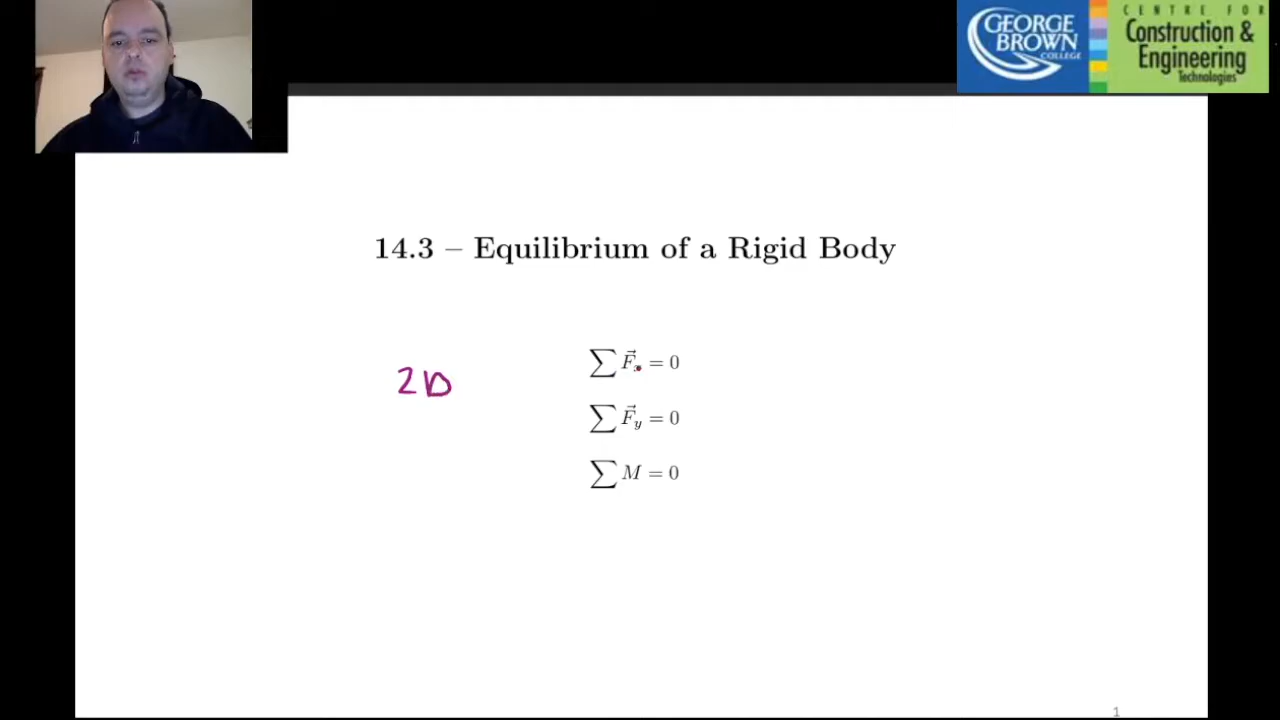 GEORGE
BROWN
COLLEGE
CENTRE FOR
Construction &
Engineering
Technologies
14.3 – Equilibrium of a Rigid Body
2D
∑ F⃗ₓ = 0
∑ F⃗_y = 0
∑ M = 0
1